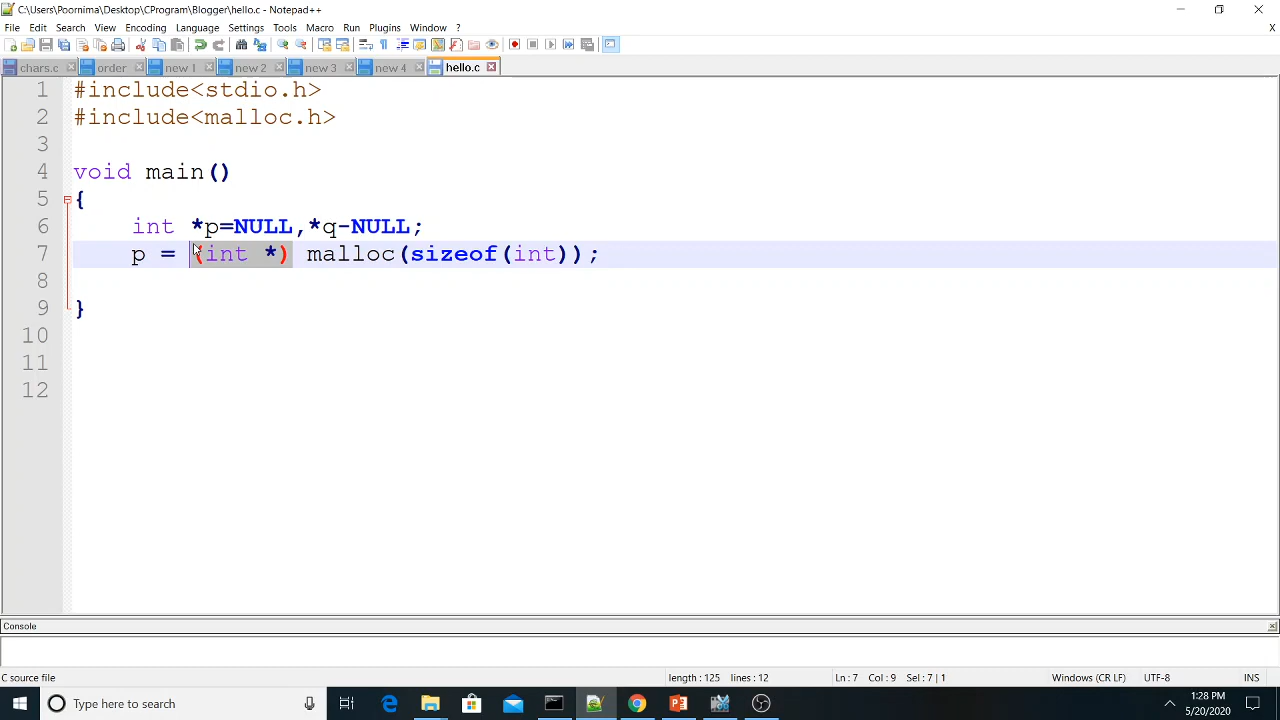 C:\Users\Poornima\Desktop\CProgram\Blogger\hello.c - Notepad++
File Edit Search View Encoding Language Settings Tools Macro Run Plugins Window ? X
chars.c order new 1 new 2 new 3 new 4 hello.c
1 #include<stdio.h>
2 #include<malloc.h>
3
4 void main()
5 {
6 int *p=NULL,*q-NULL;
7 p = (int *) malloc(sizeof(int));
8
9 }
10
11
12
Console
C source file length : 125 lines : 12 Ln : 7 Col : 9 Sel : 7 | 1 Windows (CR LF) UTF-8 INS
Type here to search 1:28 PM
5/20/2020